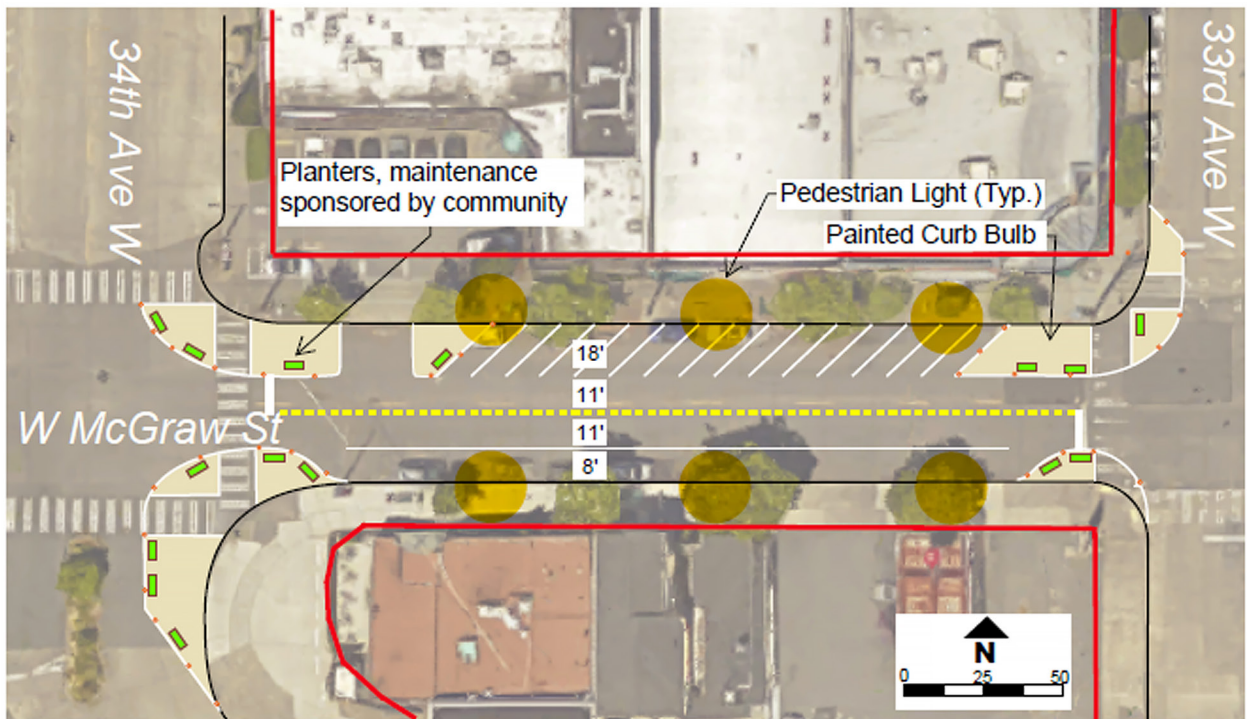 34th Ave W
33rd Ave W
Planters, maintenance
sponsored by community
Pedestrian Light (Typ.)
Painted Curb Bulb
18'
11'
W McGraw St
11'
8'
N
0 25 50